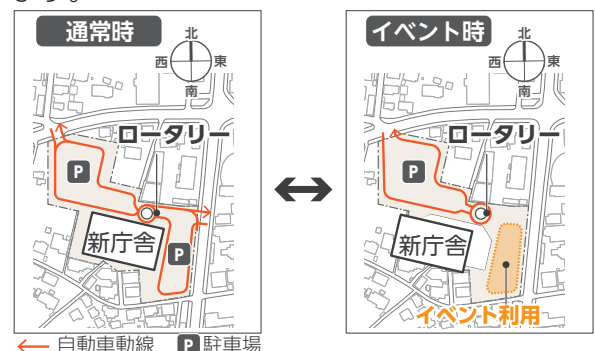 ます。
通常時
北
西 東
南
ロータリー
P
新庁舎
P
← 自動車動線 P 駐車場
イベント時
北
西 東
南
ロータリー
P
新庁舎
イベント利用